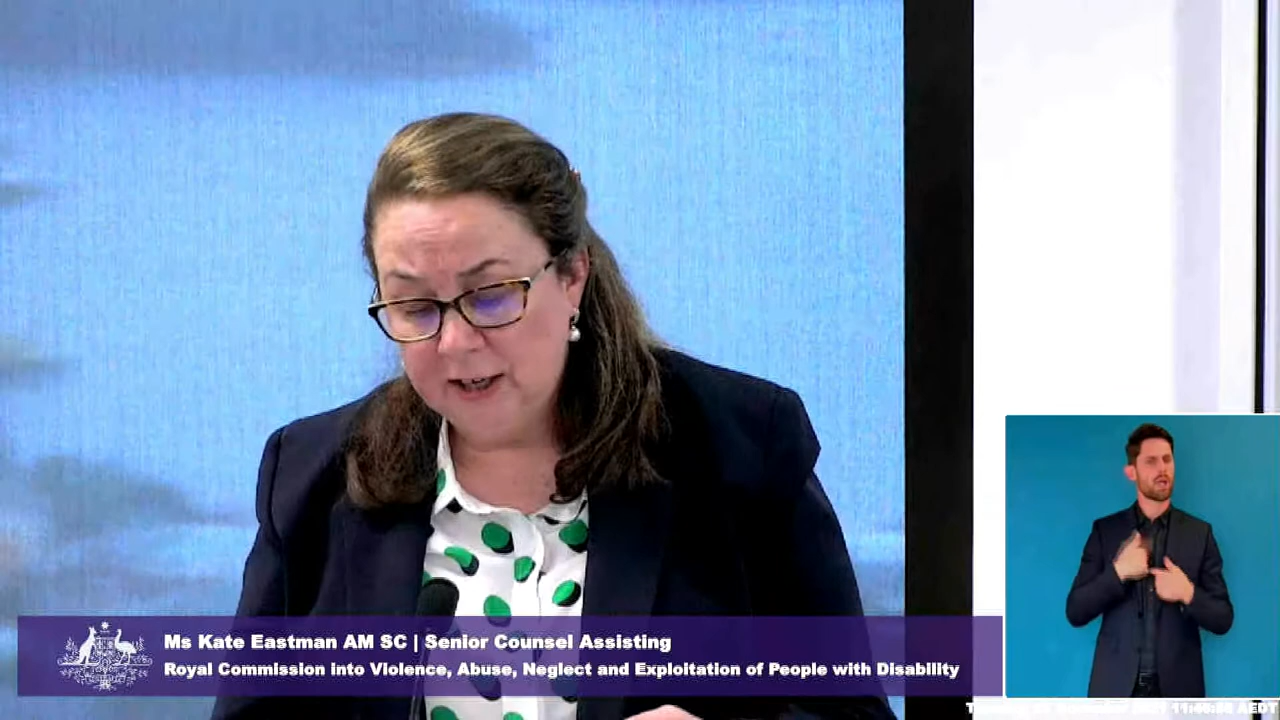 Ms Kate Eastman AM SC | Senior Counsel Assisting
Royal Commission into Violence, Abuse, Neglect and Exploitation of People with Disability
AEDT